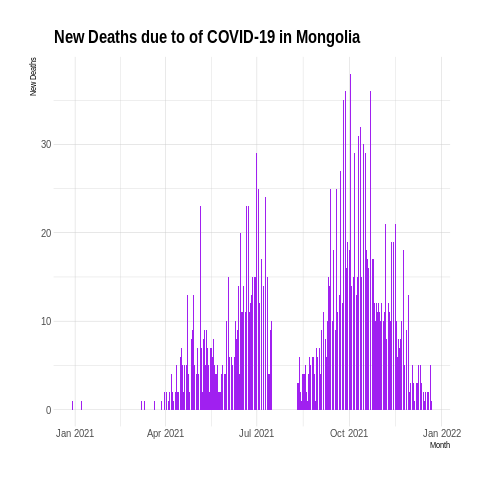 New Deaths due to of COVID-19 in Mongolia
New Deaths
30
20
10
0
Jan 2021 Apr 2021 Jul 2021 Oct 2021 Jan 2022
Month